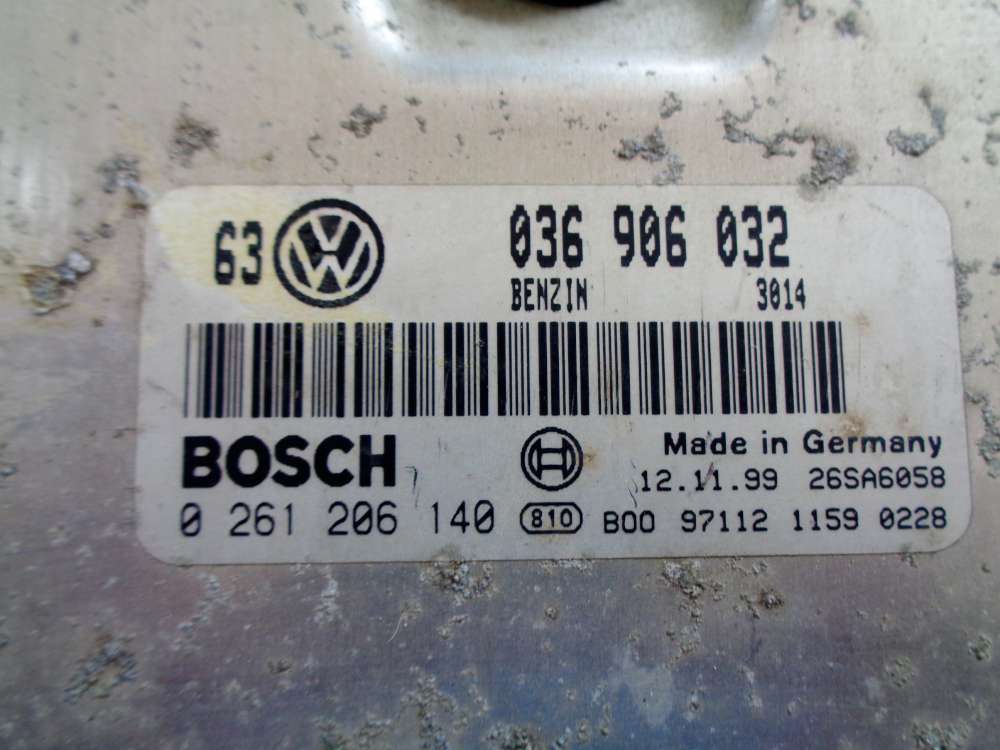 63 VW 036 906 032
BENZIN 3014
BOSCH Made in Germany
12.11.99 26SA6058
0 261 206 140 810 B00 97112 1159 0228